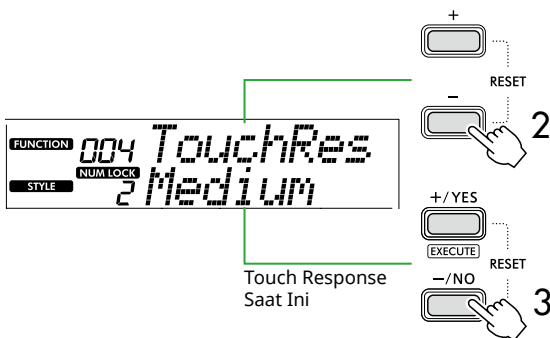 +
RESET
−
2
FUNCTION 004 TouchRes
NUM LOCK
STYLE 2 Medium
+/YES
EXECUTE
RESET
Touch Response
Saat Ini
−/NO
3